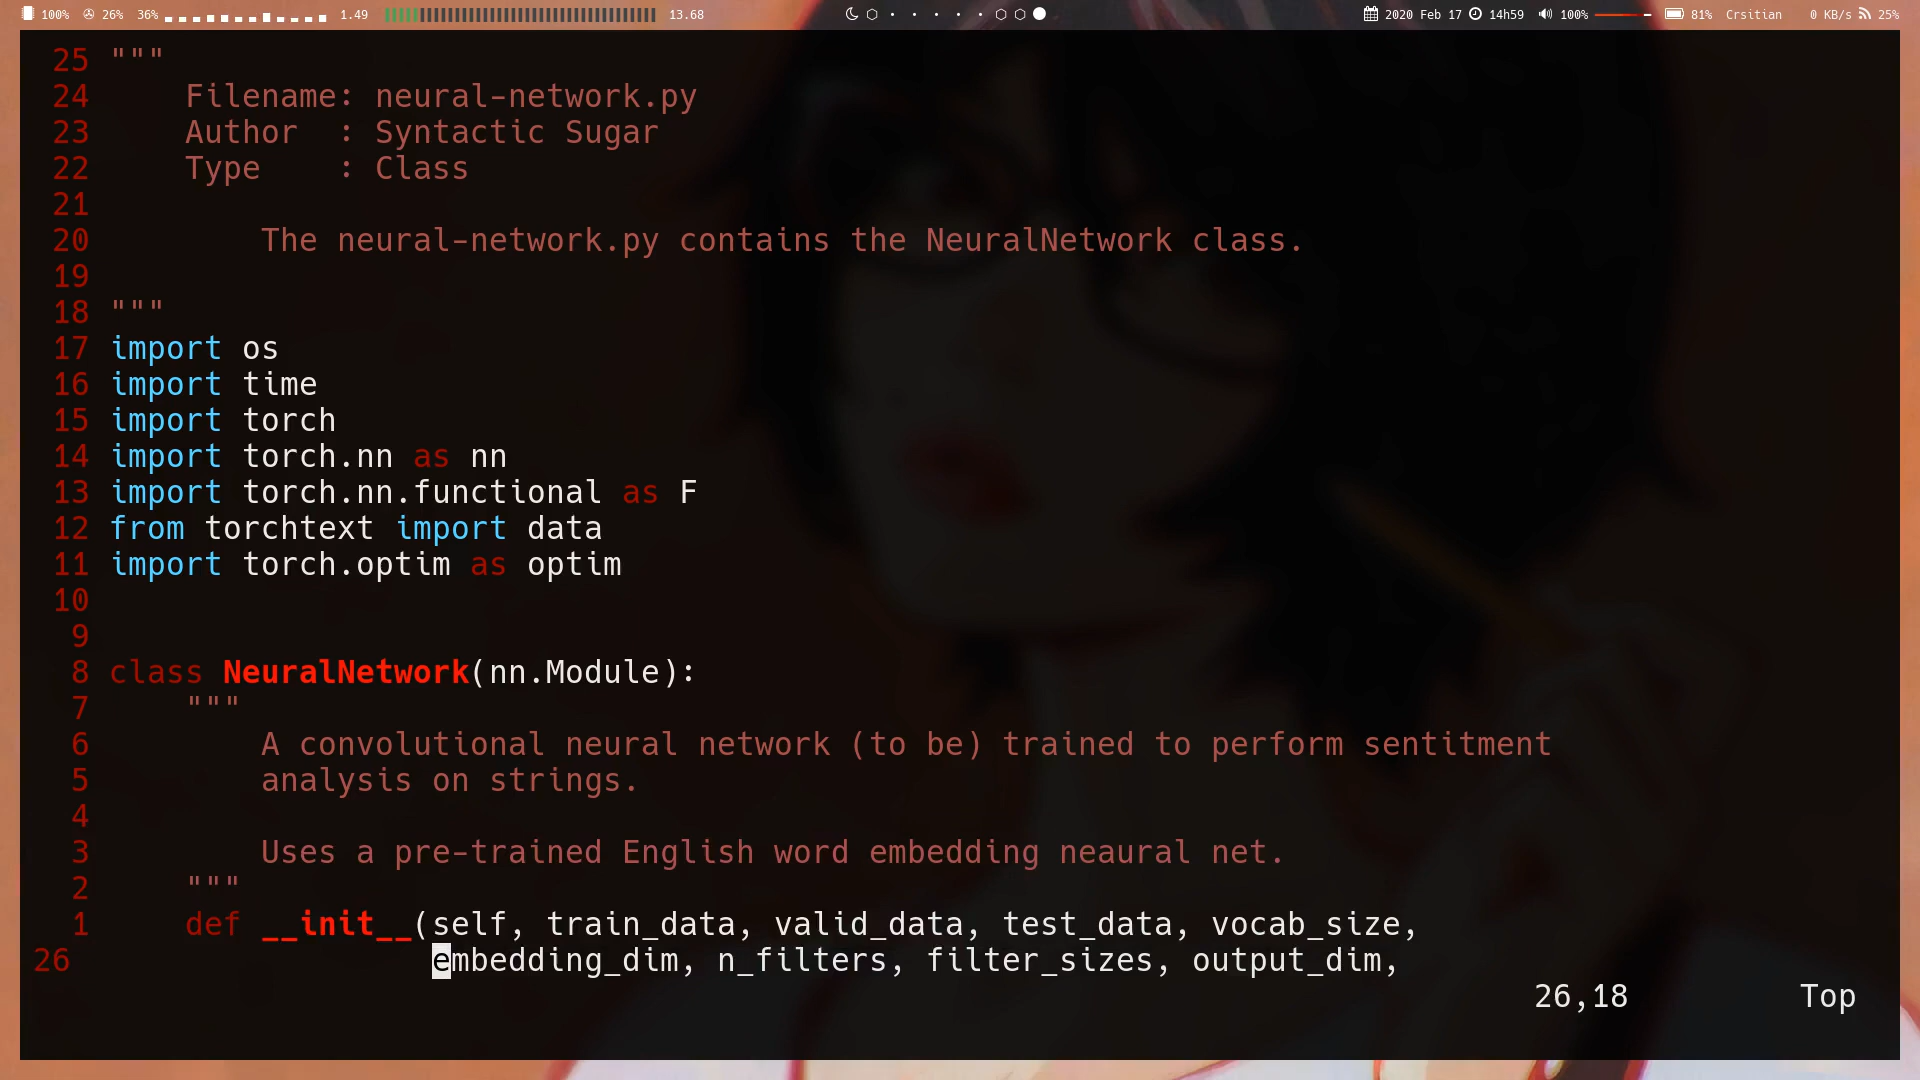 100% 26% 36% 1.49 13.68 2020 Feb 17 14h59 100% 81% Crsitian 0 KB/s 25%
25 """
24     Filename: neural-network.py
23     Author  : Syntactic Sugar
22     Type    : Class
21
20         The neural-network.py contains the NeuralNetwork class.
19
18 """
17 import os
16 import time
15 import torch
14 import torch.nn as nn
13 import torch.nn.functional as F
12 from torchtext import data
11 import torch.optim as optim
10
9
8 class NeuralNetwork(nn.Module):
7     """
6         A convolutional neural network (to be) trained to perform sentitment
5         analysis on strings.
4
3         Uses a pre-trained English word embedding neaural net.
2     """
1     def __init__(self, train_data, valid_data, test_data, vocab_size,
26                  embedding_dim, n_filters, filter_sizes, output_dim,
26,18 Top